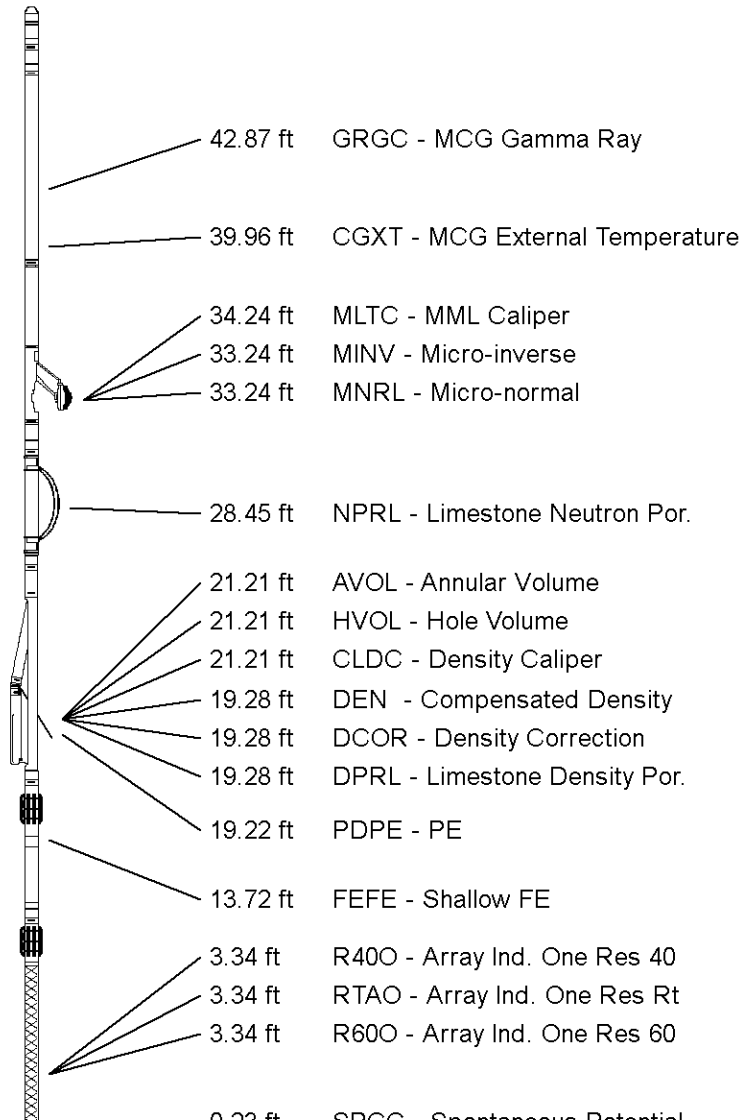 42.87 ft GRGC - MCG Gamma Ray
39.96 ft CGXT - MCG External Temperature
34.24 ft MLTC - MML Caliper
33.24 ft MINV - Micro-inverse
33.24 ft MNRL - Micro-normal
28.45 ft NPRL - Limestone Neutron Por.
21.21 ft AVOL - Annular Volume
21.21 ft HVOL - Hole Volume
21.21 ft CLDC - Density Caliper
19.28 ft DEN - Compensated Density
19.28 ft DCOR - Density Correction
19.28 ft DPRL - Limestone Density Por.
19.22 ft PDPE - PE
13.72 ft FEFE - Shallow FE
3.34 ft R40O - Array Ind. One Res 40
3.34 ft RTAO - Array Ind. One Res Rt
3.34 ft R60O - Array Ind. One Res 60
0.23 ft SPCG - Spontaneous Potential